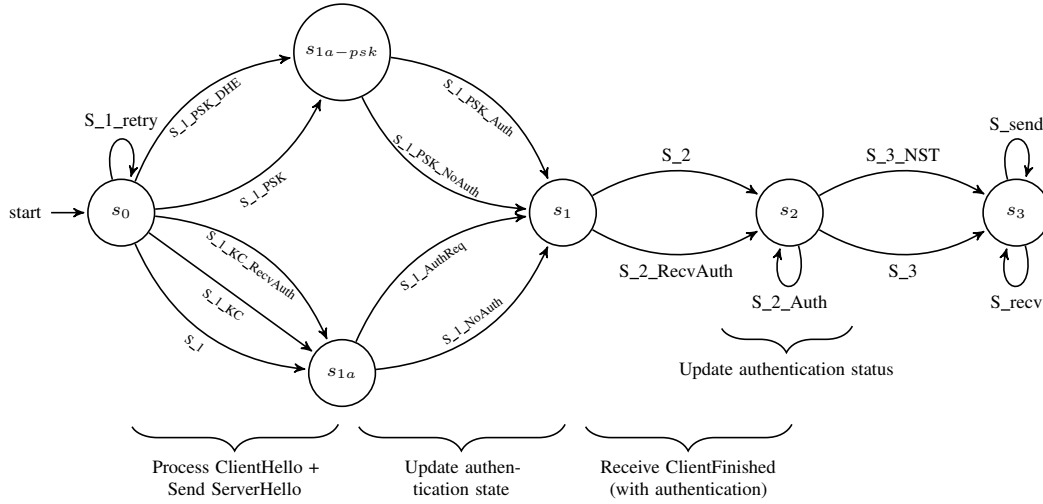 s1a−psk
S_1_retry
S_1_PSK_DHE
S_1_PSK
S_1_PSK_Auth
S_1_PSK_NoAuth
start
s0
s1
s2
s3
S_2
S_3_NST
S_send
S_1_KC_RecvAuth
S_1_KC
S_1
S_1_AuthReq
S_1_NoAuth
S_2_RecvAuth
S_2_Auth
S_3
S_recv
s1a
Update authentication status
Process ClientHello +
Send ServerHello
Update authen-
tication state
Receive ClientFinished
(with authentication)